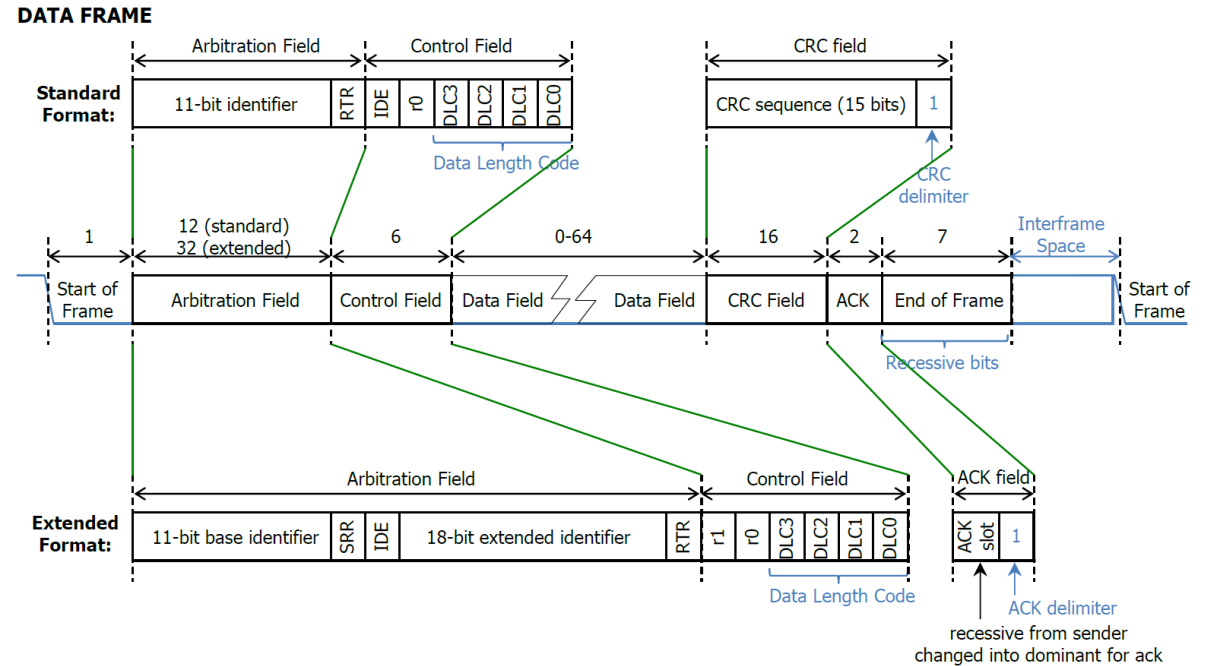 DATA FRAME
Arbitration Field
Control Field
CRC field
Standard
Format:
11-bit identifier
RTR
IDE
r0
DLC3
DLC2
DLC1
DLC0
CRC sequence (15 bits)
1
Data Length Code
CRC
delimiter
1
12 (standard)
32 (extended)
6
0-64
16
2
7
Interframe
Space
Start of
Frame
Arbitration Field
Control Field
Data Field
Data Field
CRC Field
ACK
End of Frame
Start of
Frame
Recessive bits
Arbitration Field
Control Field
ACK field
Extended
Format:
11-bit base identifier
SRR
IDE
18-bit extended identifier
RTR
r1
r0
DLC3
DLC2
DLC1
DLC0
ACK
slot
1
Data Length Code
ACK delimiter
recessive from sender
changed into dominant for ack